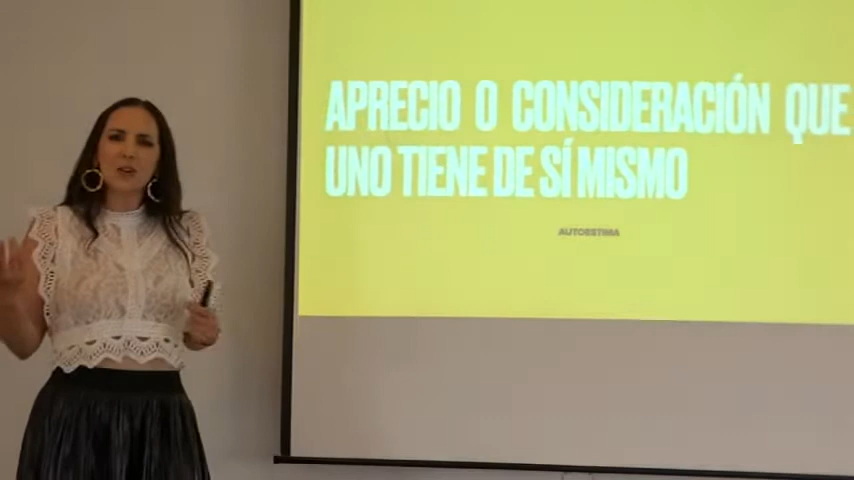 APRECIO O CONSIDERACIÓN QUE
UNO TIENE DE SÍ MISMO
AUTOESTIMA